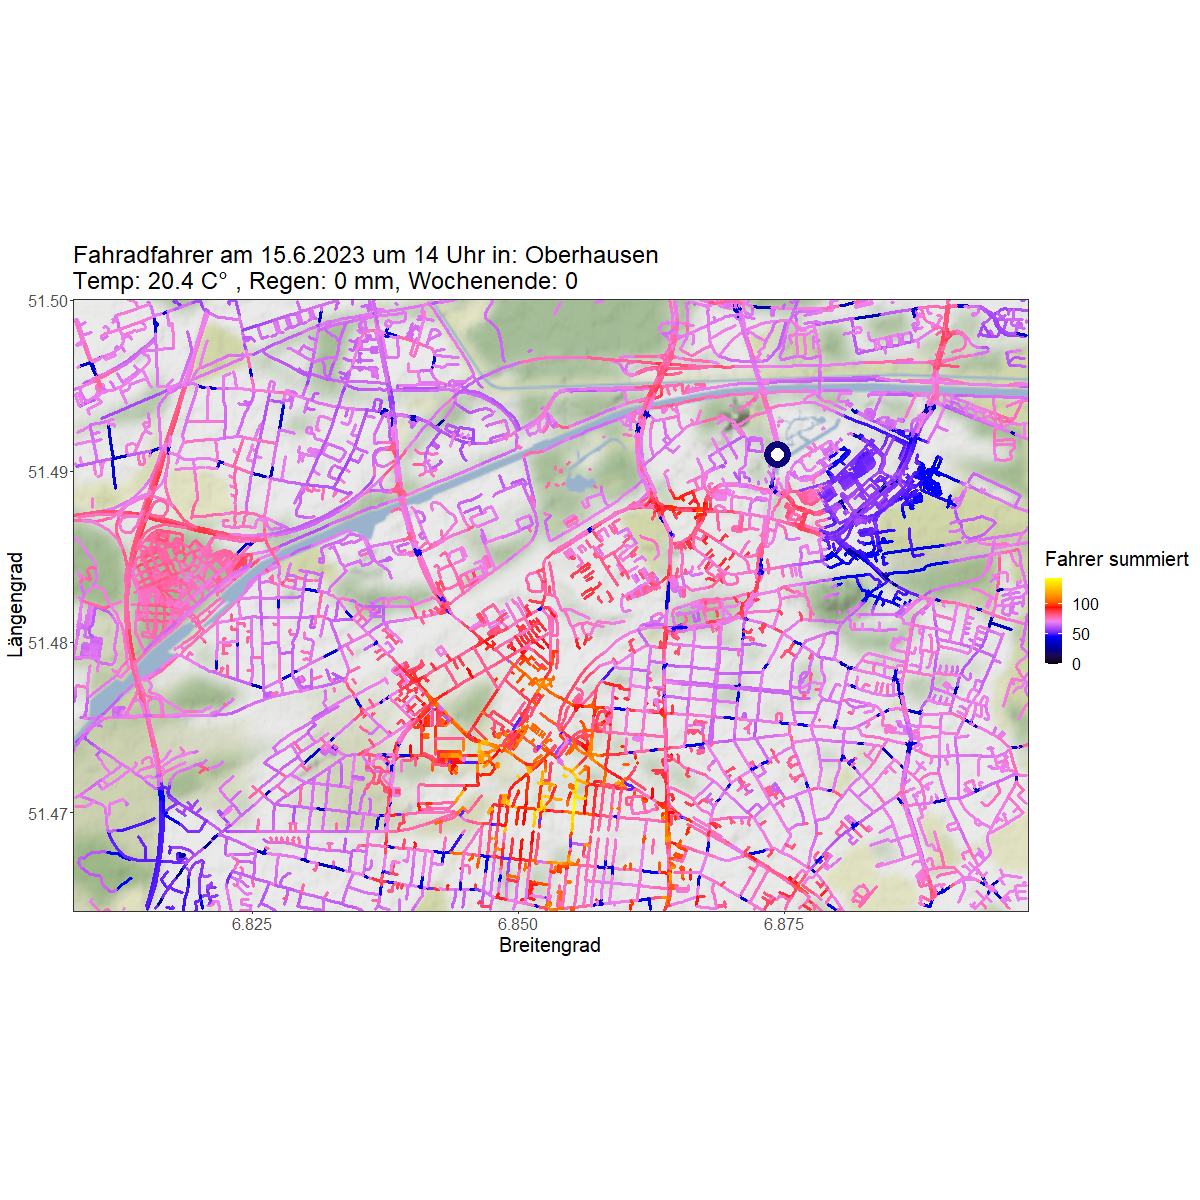 Fahradfahrer am 15.6.2023 um 14 Uhr in: Oberhausen
Temp: 20.4 C° , Regen: 0 mm, Wochenende: 0
51.50
51.49
51.48
51.47
Längengrad
6.825
6.850
6.875
Breitengrad
Fahrer summiert
100
50
0